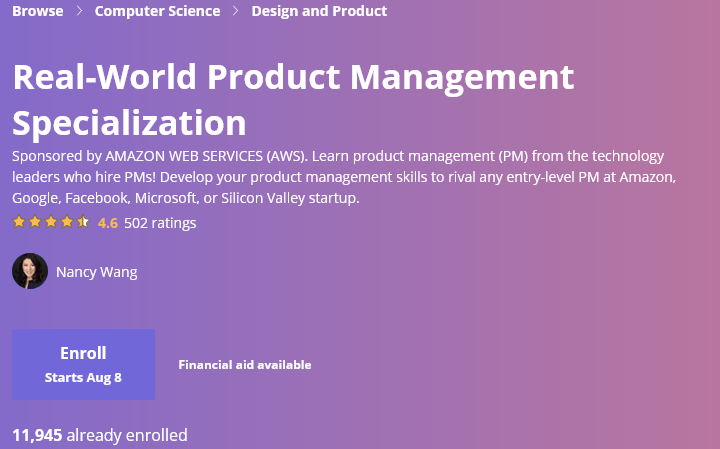 Browse > Computer Science > Design and Product
Real-World Product Management
Specialization
Sponsored by AMAZON WEB SERVICES (AWS). Learn product management (PM) from the technology
leaders who hire PMs! Develop your product management skills to rival any entry-level PM at Amazon,
Google, Facebook, Microsoft, or Silicon Valley startup.
4.6 502 ratings
Nancy Wang
Enroll
Starts Aug 8
Financial aid available
11,945 already enrolled